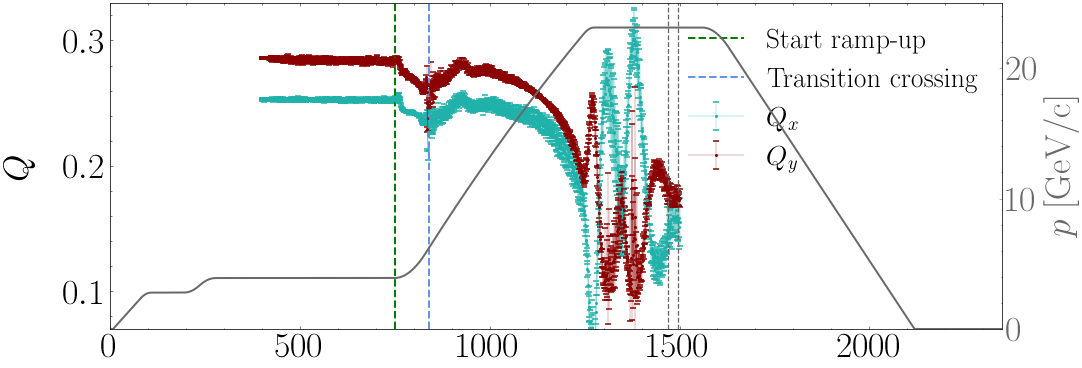 0.3
0.2
0.1
Q
Start ramp-up
Transition crossing
Q_x
Q_y
20
10
0
p [GeV/c]
0 500 1000 1500 2000